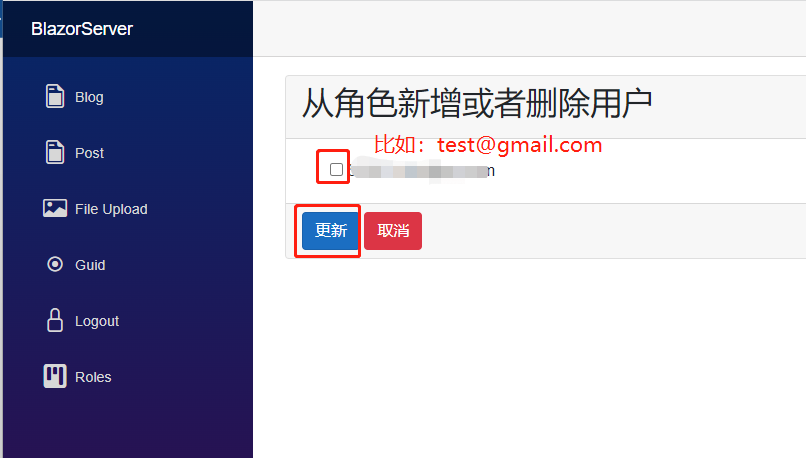 BlazorServer
Blog
Post
File Upload
Guid
Logout
Roles
从角色新增或者删除用户
比如：test@gmail.com
更新 取消